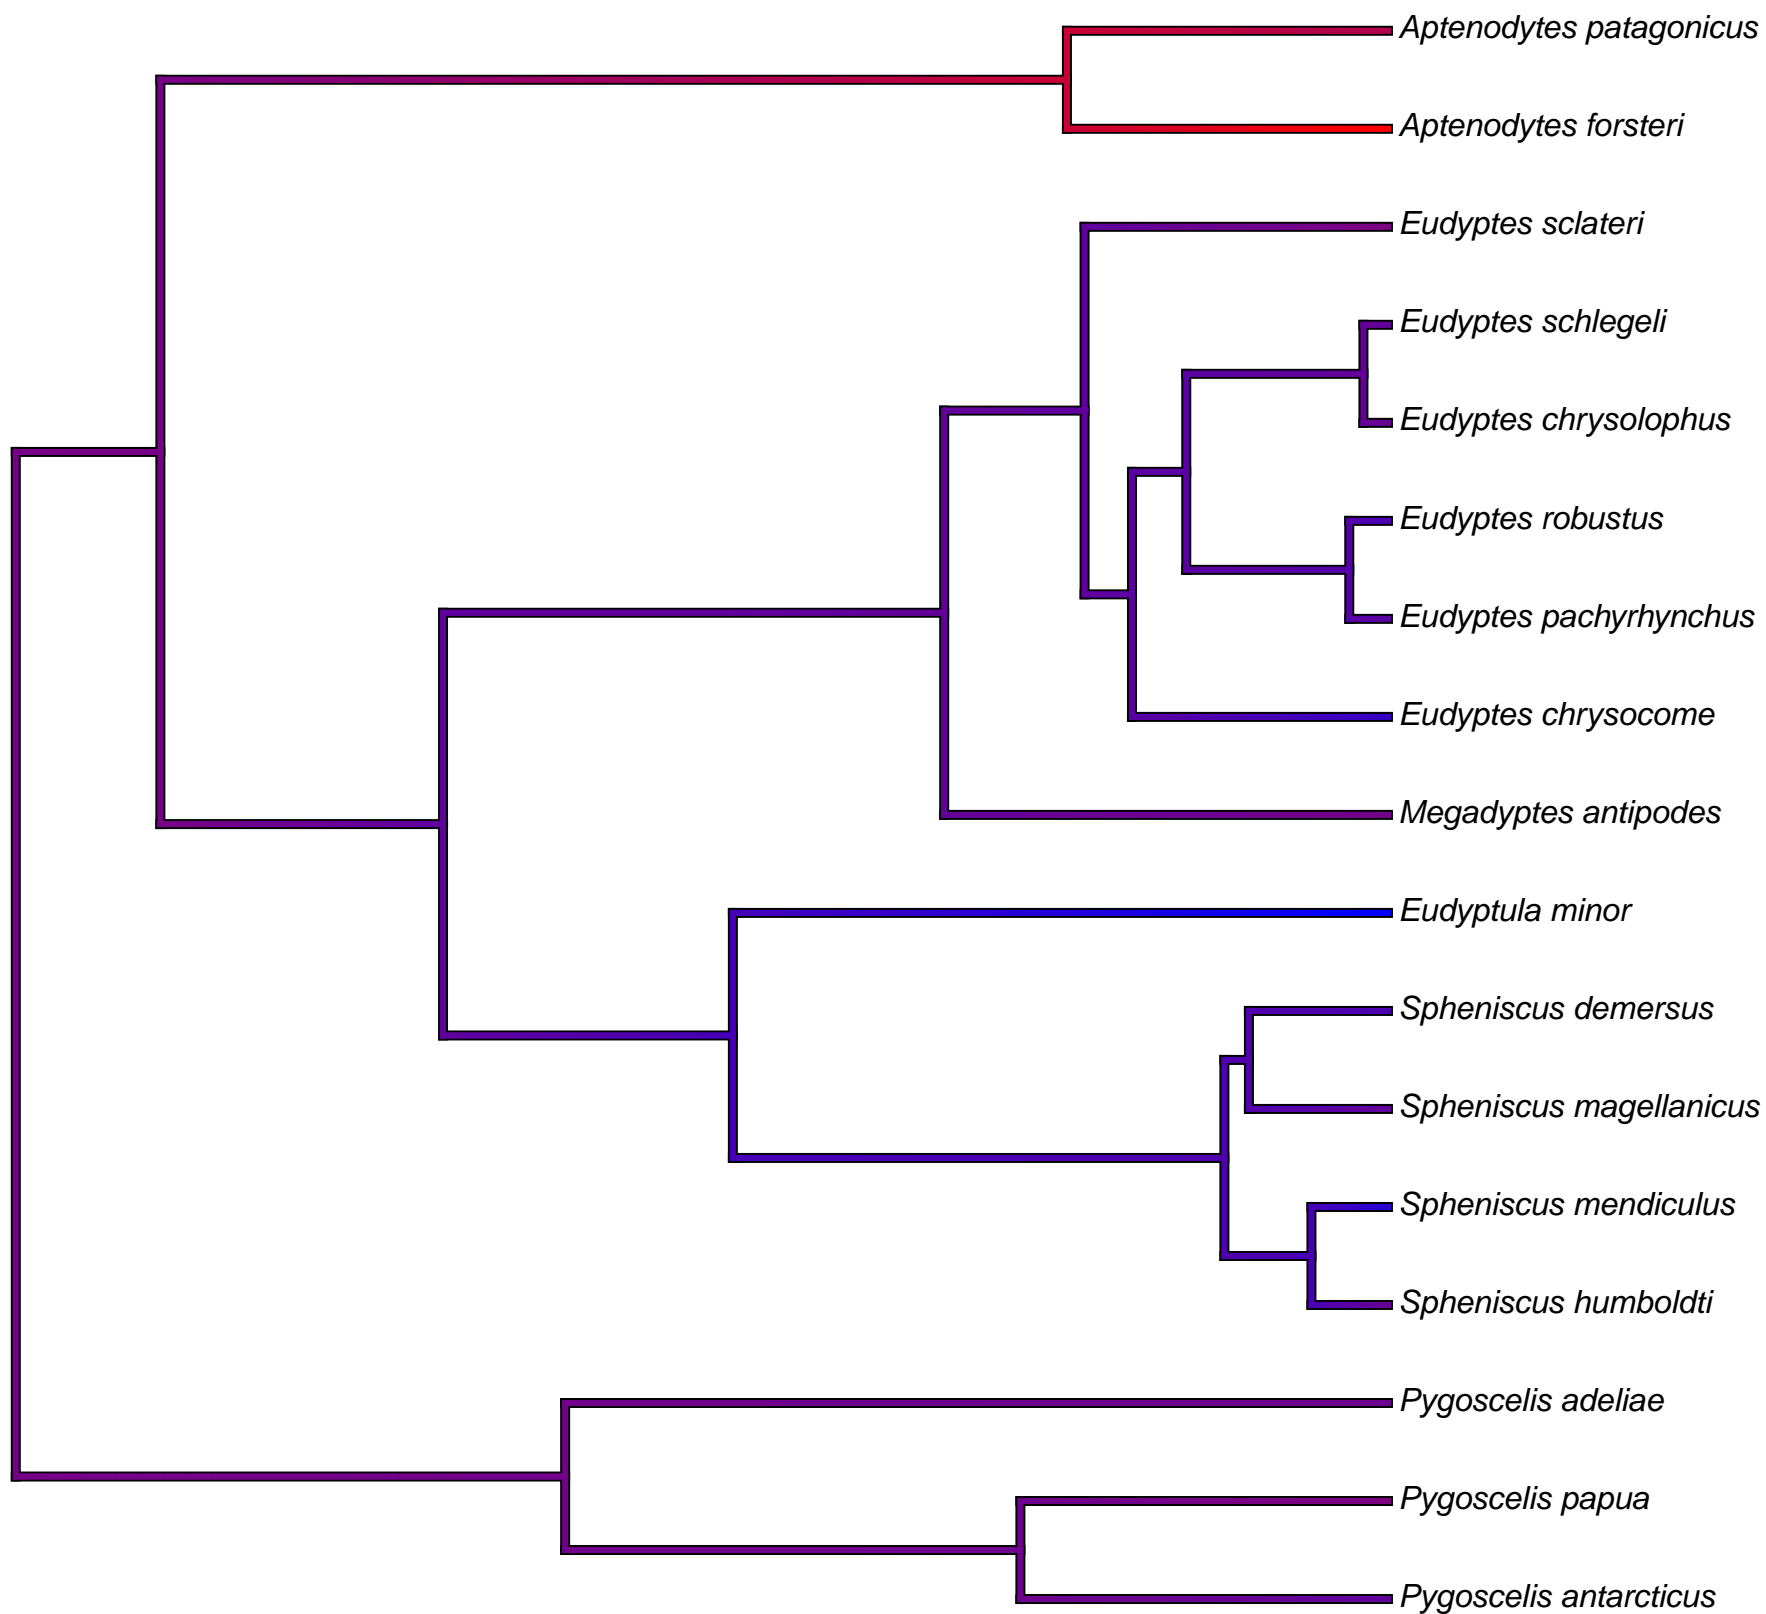 Aptenodytes patagonicus
Aptenodytes forsteri
Eudyptes sclateri
Eudyptes schlegeli
Eudyptes chrysolophus
Eudyptes robustus
Eudyptes pachyrhynchus
Eudyptes chrysocome
Megadyptes antipodes
Eudyptula minor
Spheniscus demersus
Spheniscus magellanicus
Spheniscus mendiculus
Spheniscus humboldti
Pygoscelis adeliae
Pygoscelis papua
Pygoscelis antarcticus